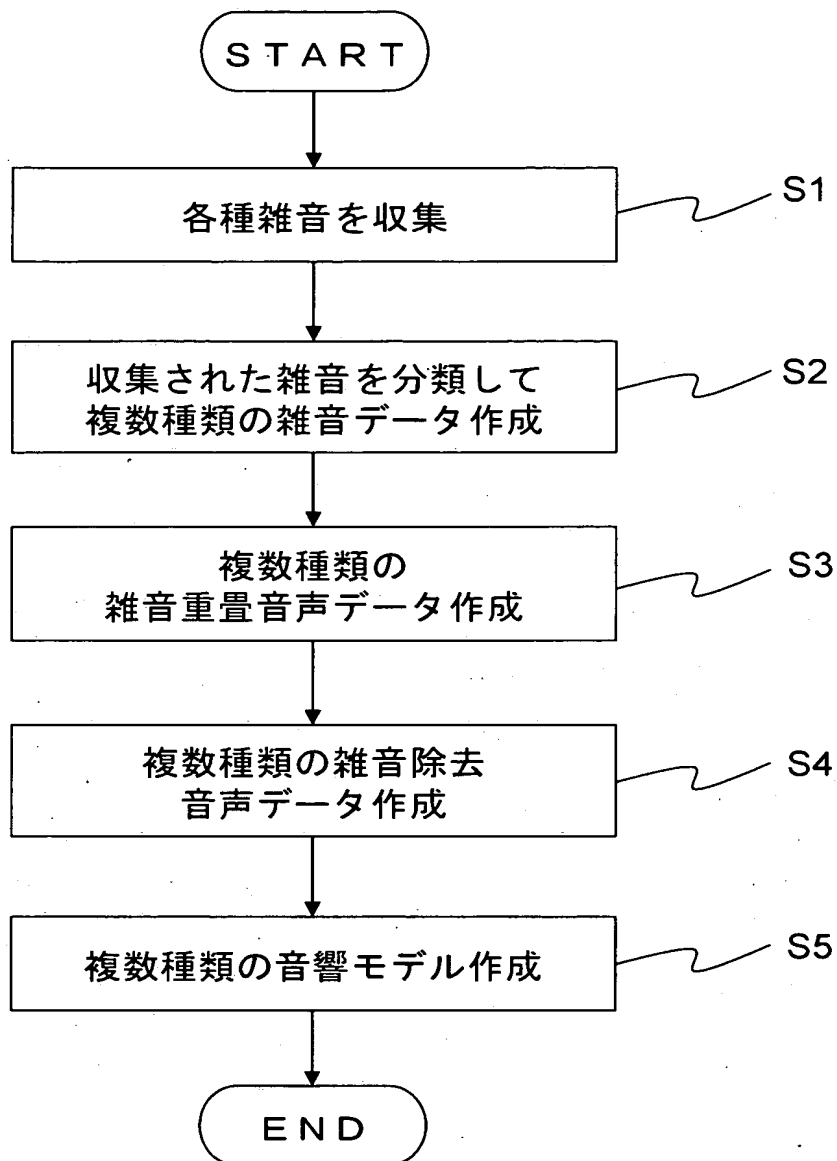 START
各種雑音を収集
S1
収集された雑音を分類して
複数種類の雑音データ作成
S2
複数種類の
雑音重畳音声データ作成
S3
複数種類の雑音除去
音声データ作成
S4
複数種類の音響モデル作成
S5
END